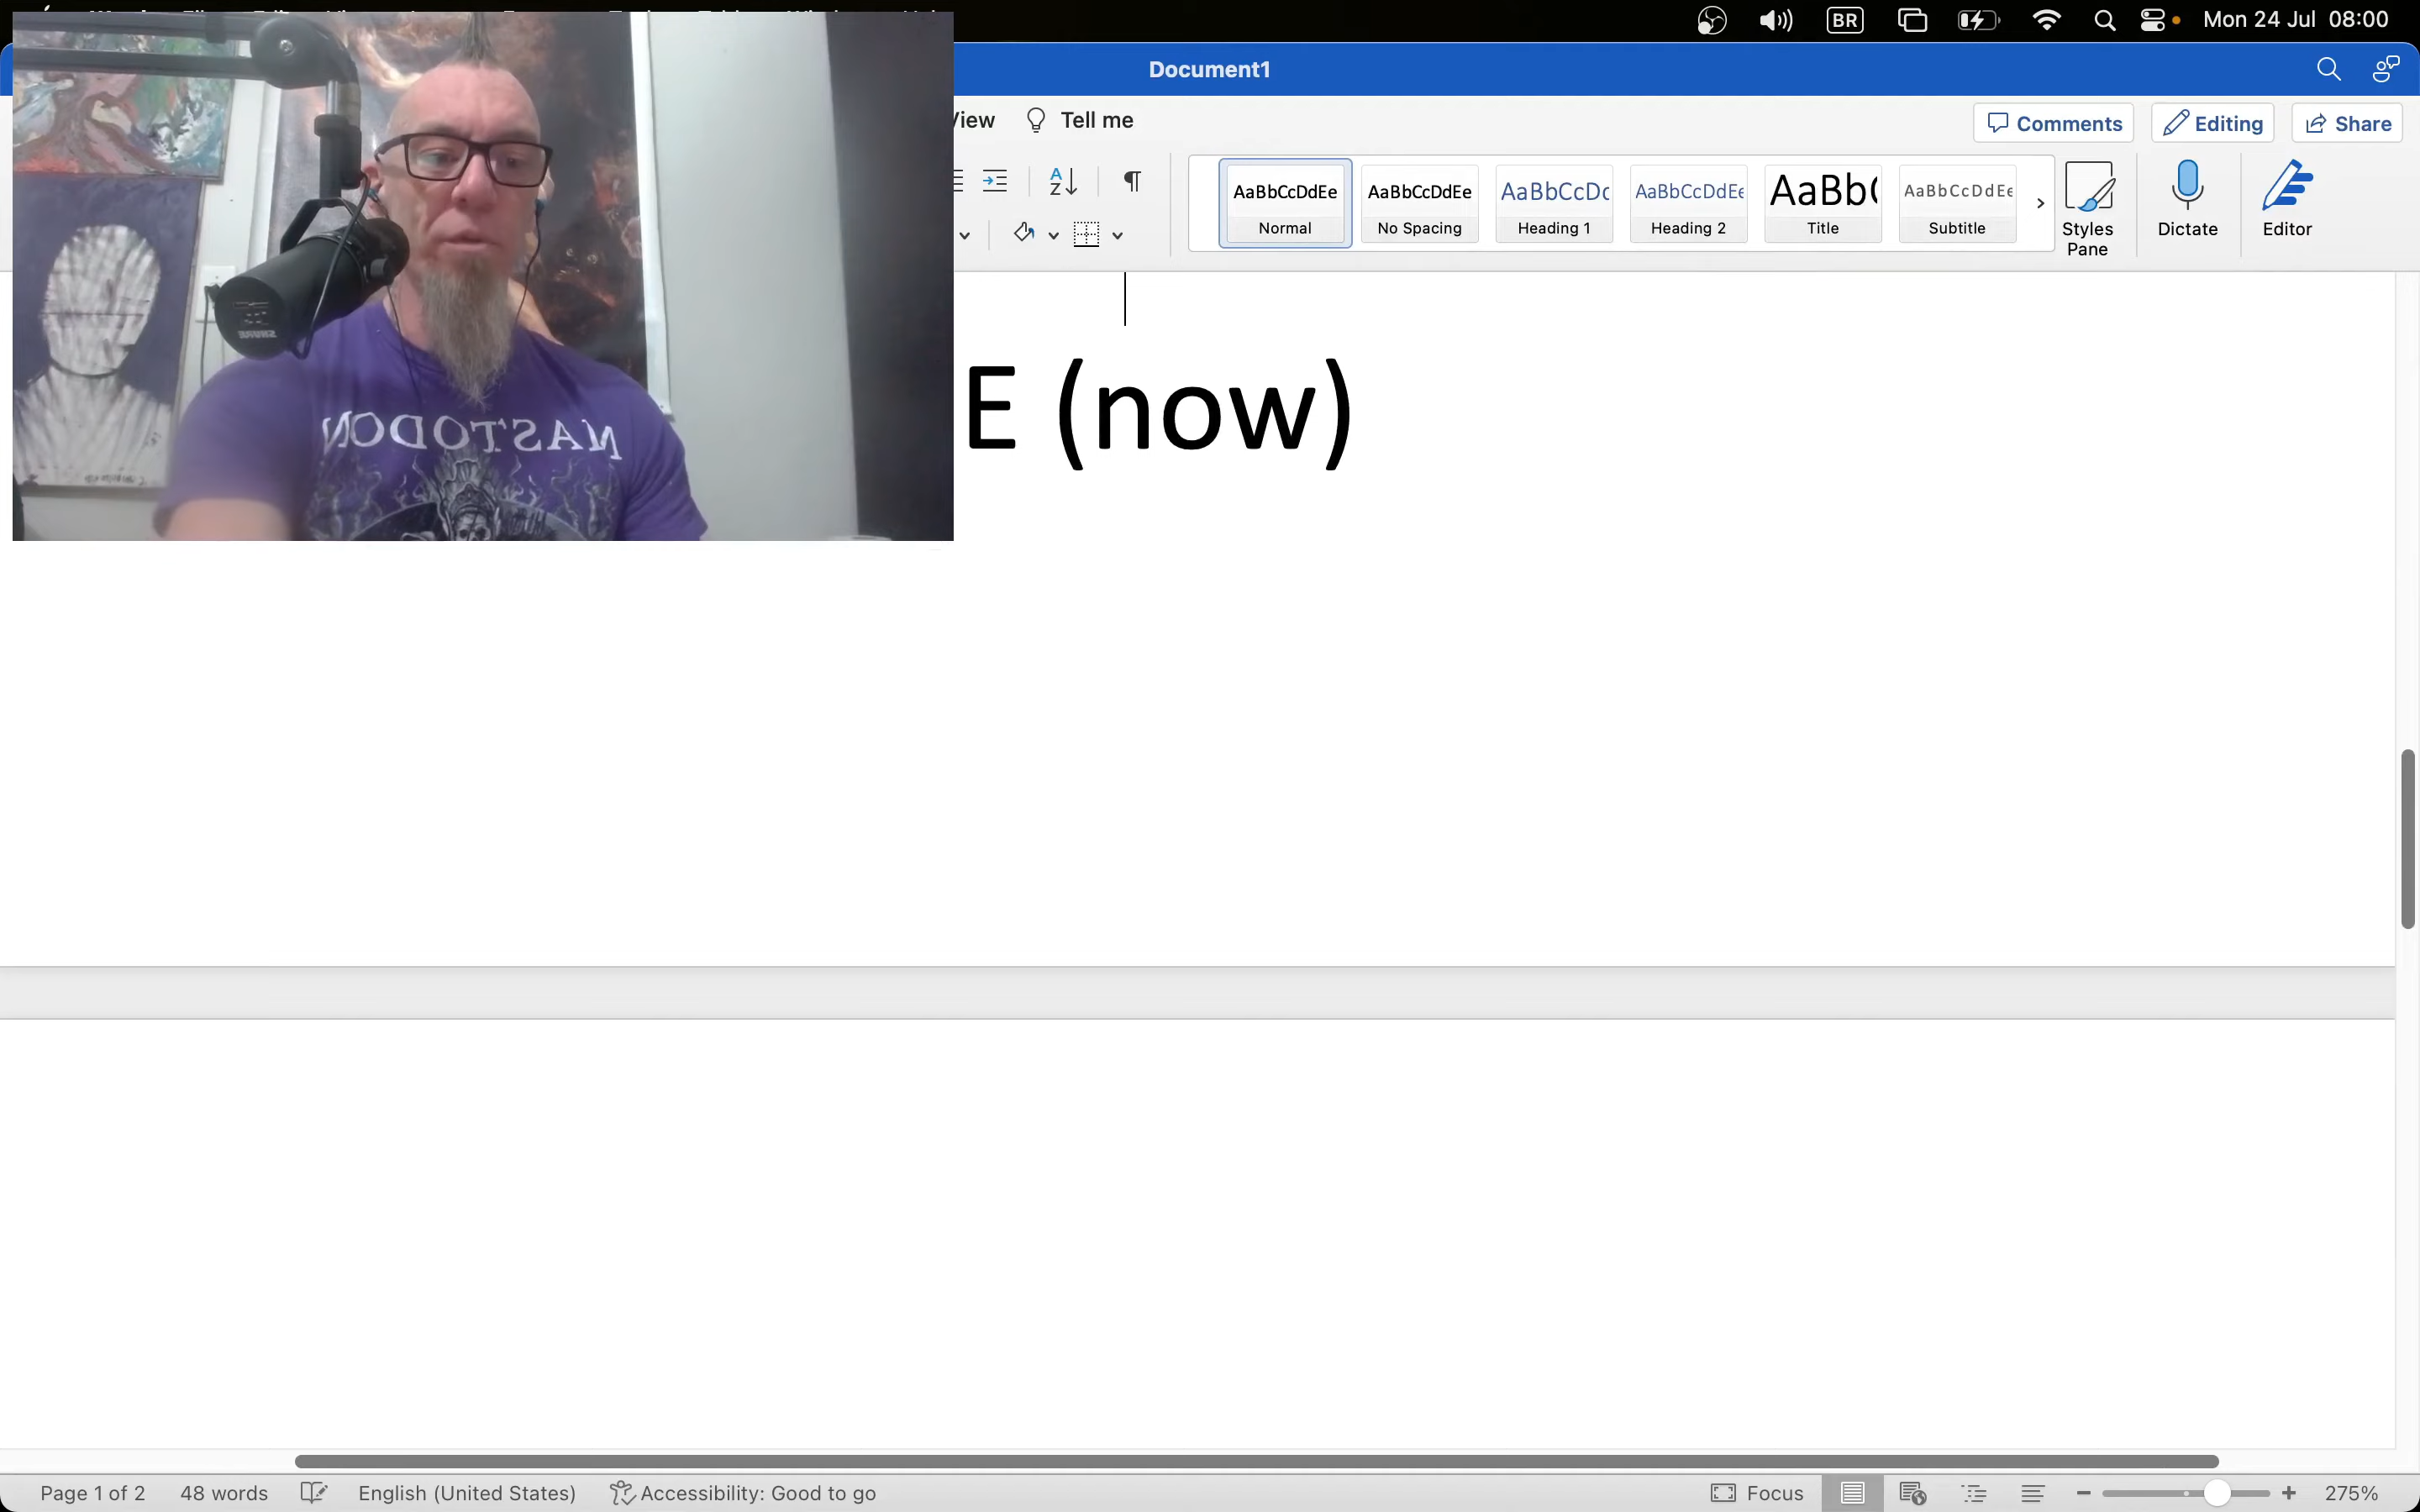 BR Mon 24 Jul 08:00
Document1
View Tell me
Comments Editing Share
AaBbCcDdEe AaBbCcDdEe AaBbCcDc AaBbCcDdEe AaBb( AaBbCcDdEe
Normal No Spacing Heading 1 Heading 2 Title Subtitle
Styles Pane Dictate Editor
E (now)
MASTODON
SHURE
Page 1 of 2 48 words English (United States) Accessibility: Good to go Focus 275%